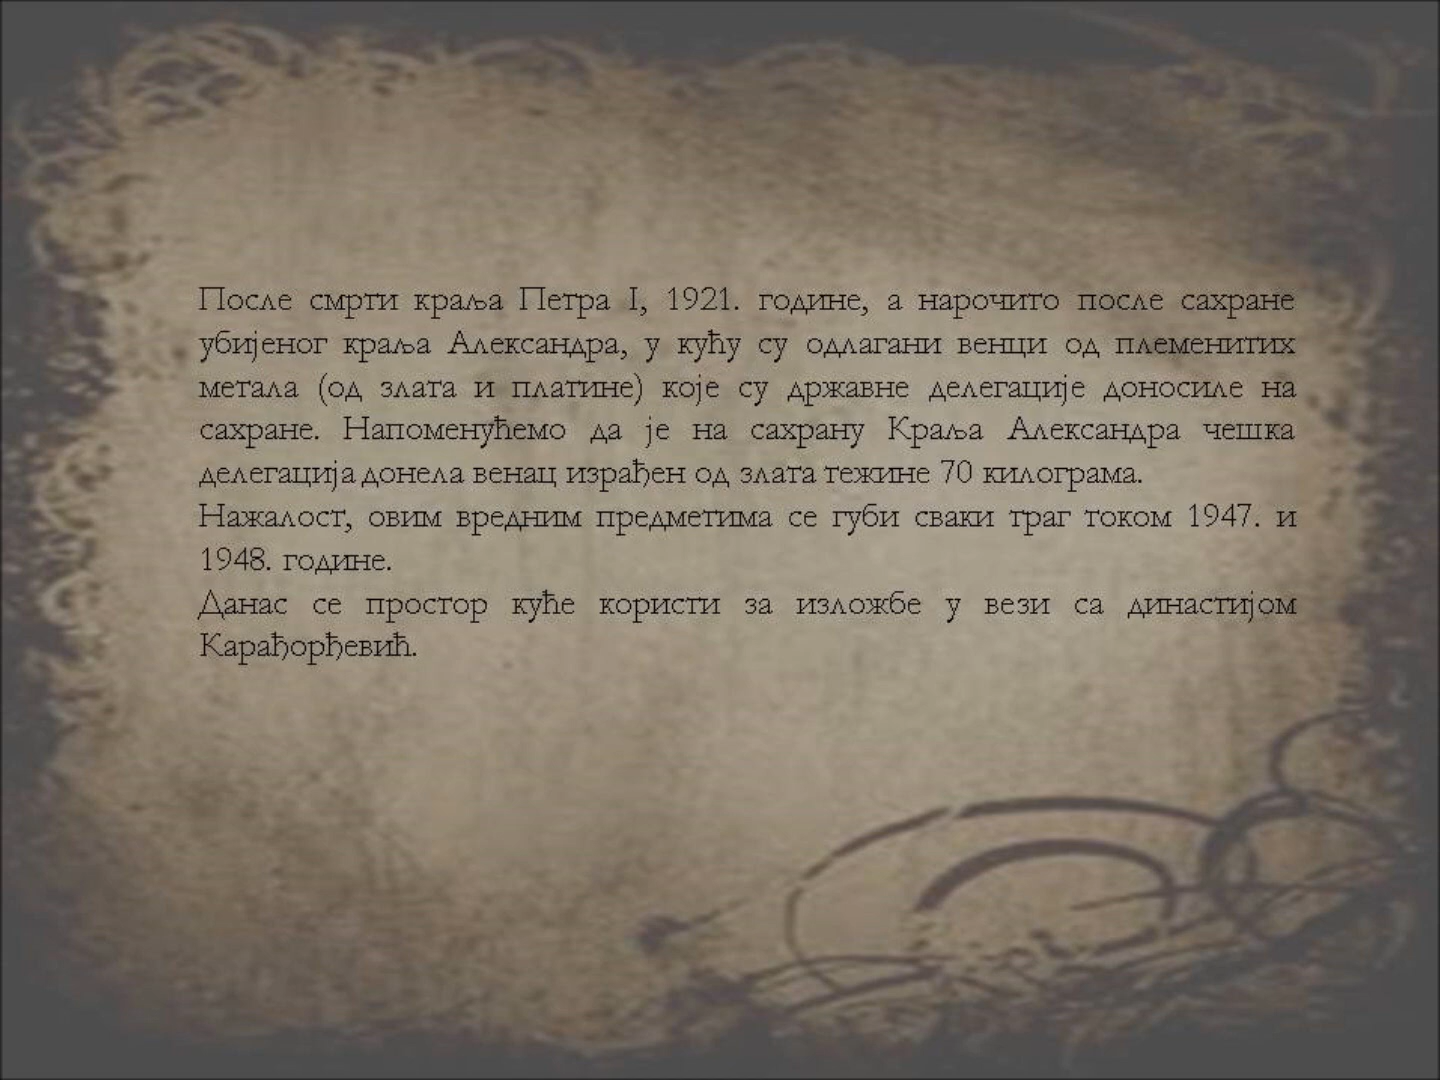 После смрти краља Петра I, 1921. године, а нарочито после сахране
убијеног краља Александра, у кућу су одлагани венци од племенитих
метала (од злата и платине) које су државне делегације доносиле на
сахране. Напоменућемо да је на сахрану Краља Александра чешка
делегација донела венац израђен од злата тежине 70 килограма.
Нажалост, овим вредним предметима се губи сваки траг током 1947. и
1948. године.
Данас се простор куће користи за изложбе у вези са династијом
Карађорђевић.